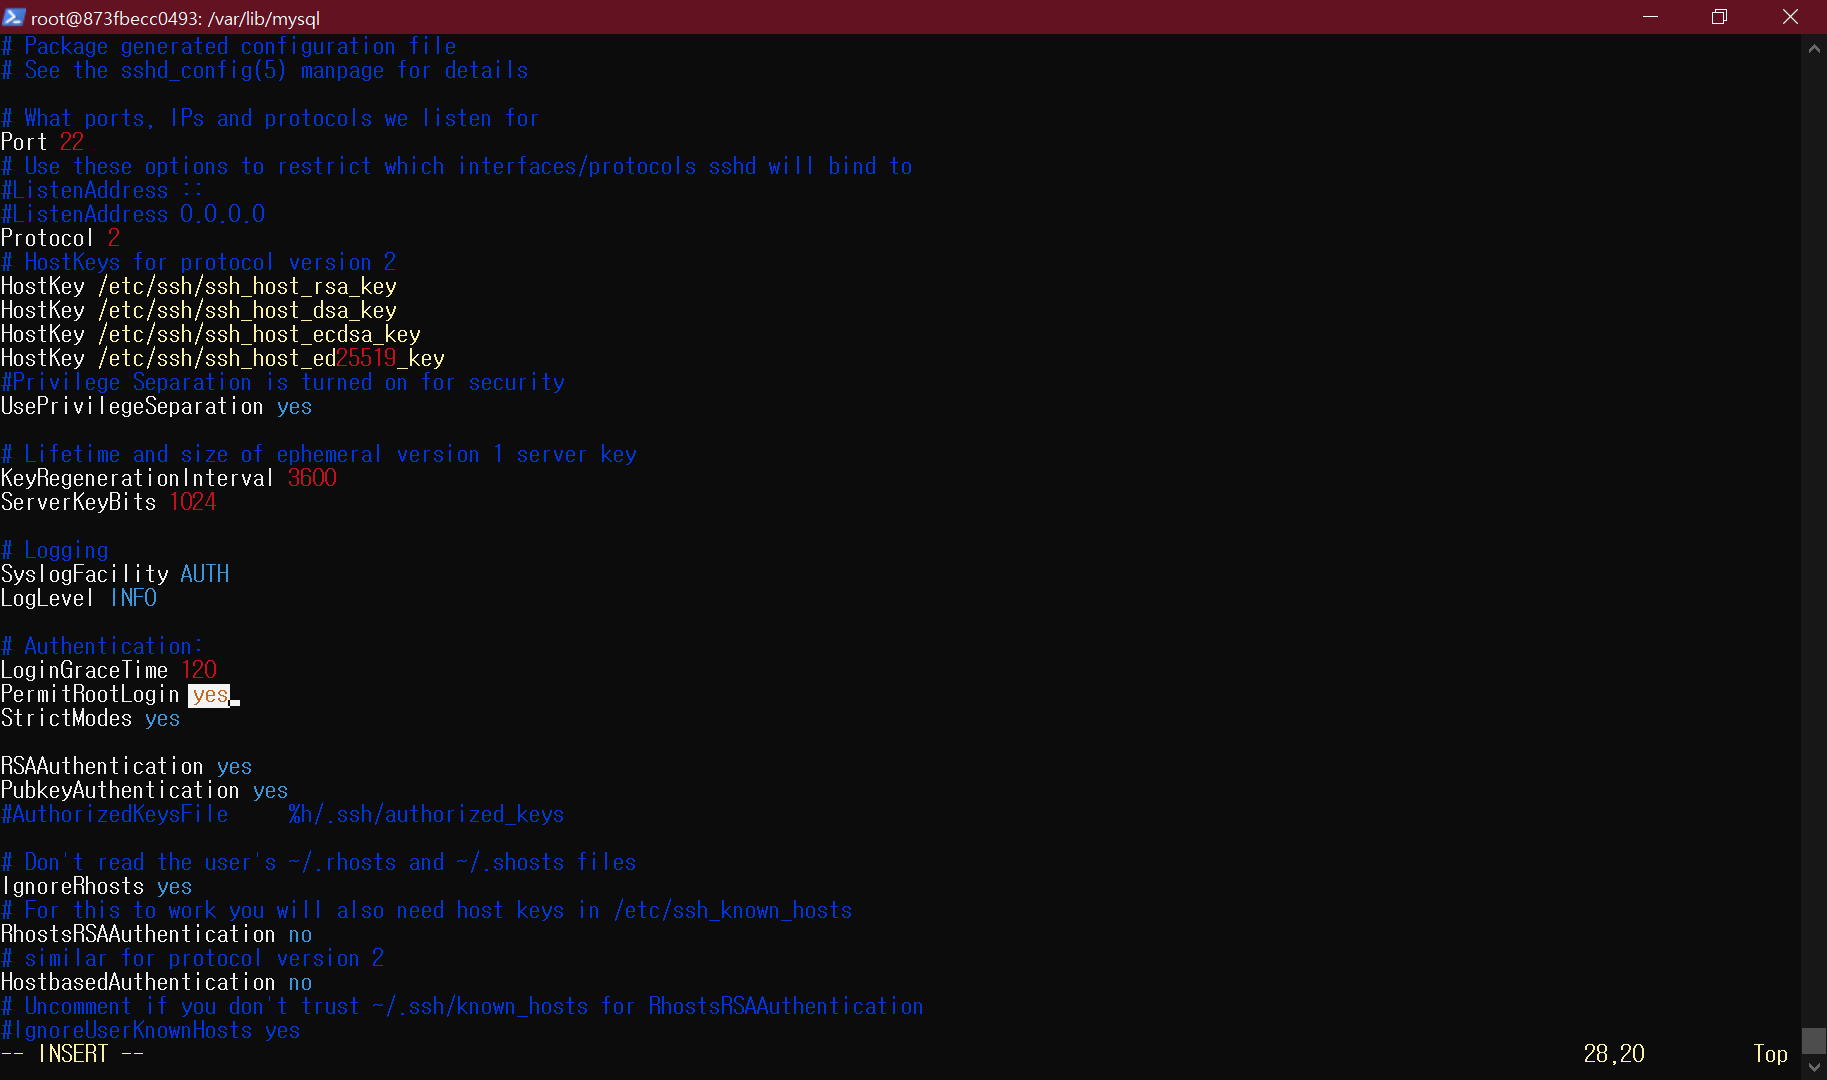 root@873fbecc0493: /var/lib/mysql
# Package generated configuration file
# See the sshd_config(5) manpage for details
# What ports, IPs and protocols we listen for
Port 22
# Use these options to restrict which interfaces/protocols sshd will bind to
#ListenAddress ::
#ListenAddress 0.0.0.0
Protocol 2
# HostKeys for protocol version 2
HostKey /etc/ssh/ssh_host_rsa_key
HostKey /etc/ssh/ssh_host_dsa_key
HostKey /etc/ssh/ssh_host_ecdsa_key
HostKey /etc/ssh/ssh_host_ed25519_key
#Privilege Separation is turned on for security
UsePrivilegeSeparation yes
# Lifetime and size of ephemeral version 1 server key
KeyRegenerationInterval 3600
ServerKeyBits 1024
# Logging
SyslogFacility AUTH
LogLevel INFO
# Authentication:
LoginGraceTime 120
PermitRootLogin yes
StrictModes yes
RSAAuthentication yes
PubkeyAuthentication yes
#AuthorizedKeysFile     %h/.ssh/authorized_keys
# Don't read the user's ~/.rhosts and ~/.shosts files
IgnoreRhosts yes
# For this to work you will also need host keys in /etc/ssh_known_hosts
RhostsRSAAuthentication no
# similar for protocol version 2
HostbasedAuthentication no
# Uncomment if you don't trust ~/.ssh/known_hosts for RhostsRSAAuthentication
#IgnoreUserKnownHosts yes
-- INSERT -- 28,20 Top